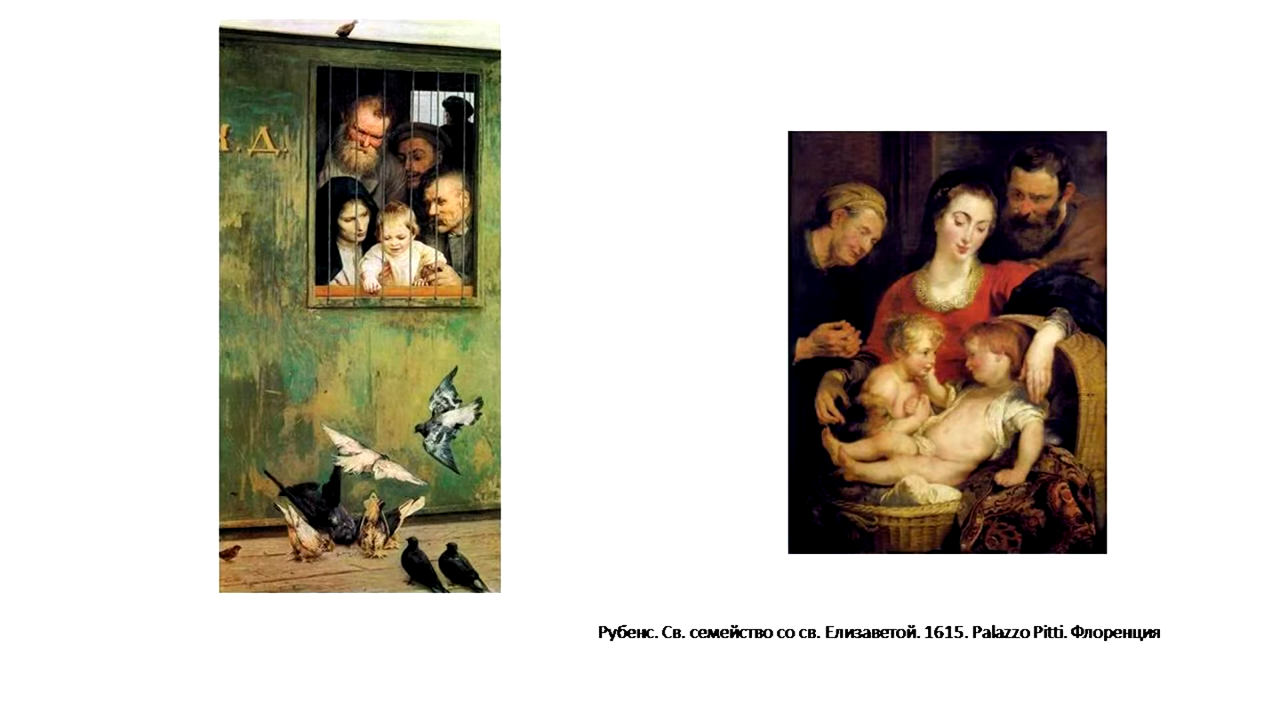 .Д.
Рубенс. Св. семейство со св. Елизаветой. 1615. Palazzo Pitti. Флоренция